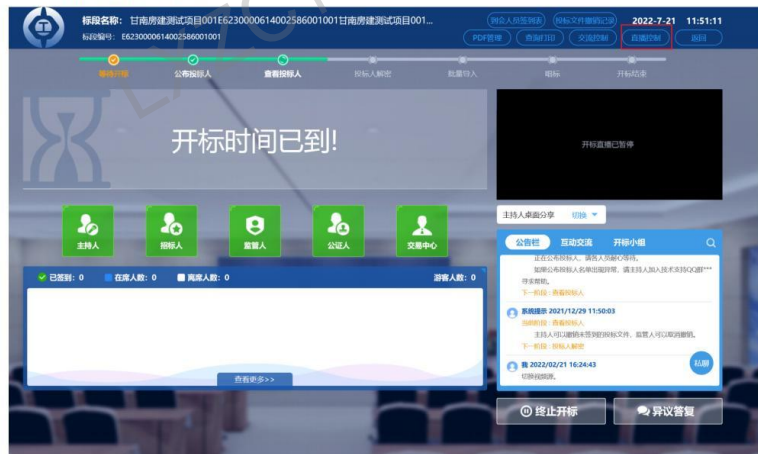 标段名称: 甘南房建测试项目001E6230000614002586001001甘南房建测试项目001...
到会人员签到表 投标文件撤销记录 2022-7-21 11:51:11
标段编号: E6230000614002586001001
PDF管理 查询打印 交流控制 直播控制 返回
等待开标 公布投标人 查看投标人 投标人解密 批量导入 唱标 开标结束
开标时间已到!
开标直播已暂停
主持人桌面分享 切换
主持人 招标人 监管人 公证人 交易中心
公告栏 互动交流 开标小组
已签到: 0 在席人数: 0 离席人数: 0 游客人数: 0
正在公布投标人, 请各人员耐心等待。
如果公布投标人名单出现异常, 请主持人加入技术支持QQ群***
寻求帮助。
下一阶段: 查看投标人
系统提示 2021/12/29 11:50:03
当前阶段: 查看投标人
主持人可以撤销未签到的投标文件, 监管人可以取消撤销。
下一阶段: 投标人解密
我 2022/02/21 16:24:43
切换视频源。
私聊
查看更多>>
终止开标 异议答复